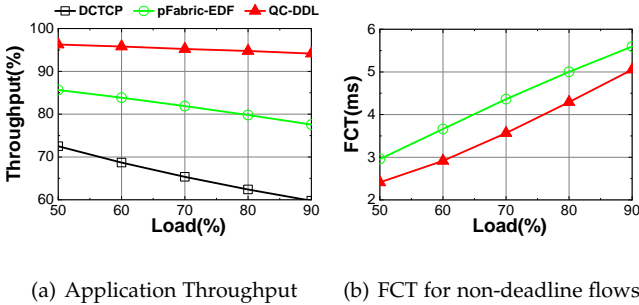 DCTCP pFabric-EDF QC-DDL
100
90
80
70
60
Throughput(%)
50 60 70 80 90
Load(%)
6
5
4
3
2
FCT(ms)
50 60 70 80 90
Load(%)
(a) Application Throughput (b) FCT for non-deadline flows